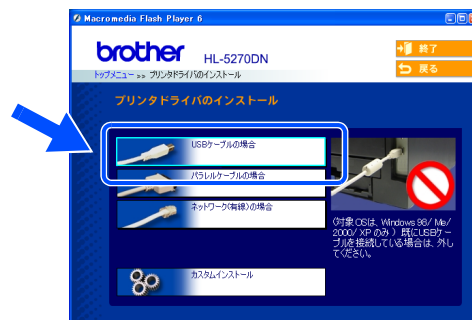 Macromedia Flash Player 6
brother
HL-5270DN
終了
戻る
トップメニュー >> プリンタドライバのインストール
プリンタドライバのインストール
USBケーブルの場合
パラレルケーブルの場合
ネットワーク(有線)の場合
カスタムインストール
(対象OSは、Windows 98/ Me/
2000/ XP のみ ) 既にUSBケー
ブルを接続している場合は、外し
てください。